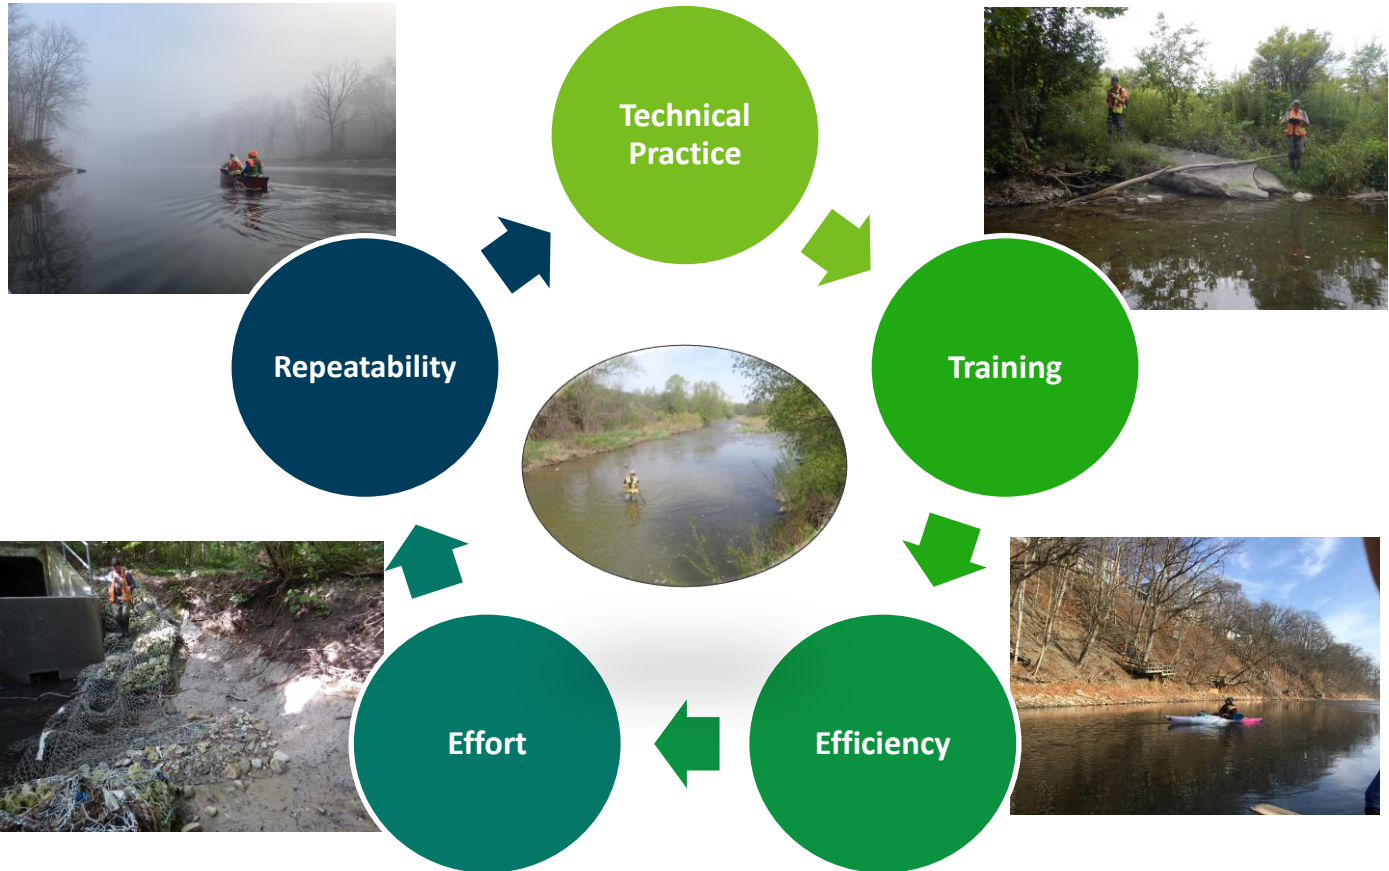 Technical
Practice
Training
Efficiency
Effort
Repeatability